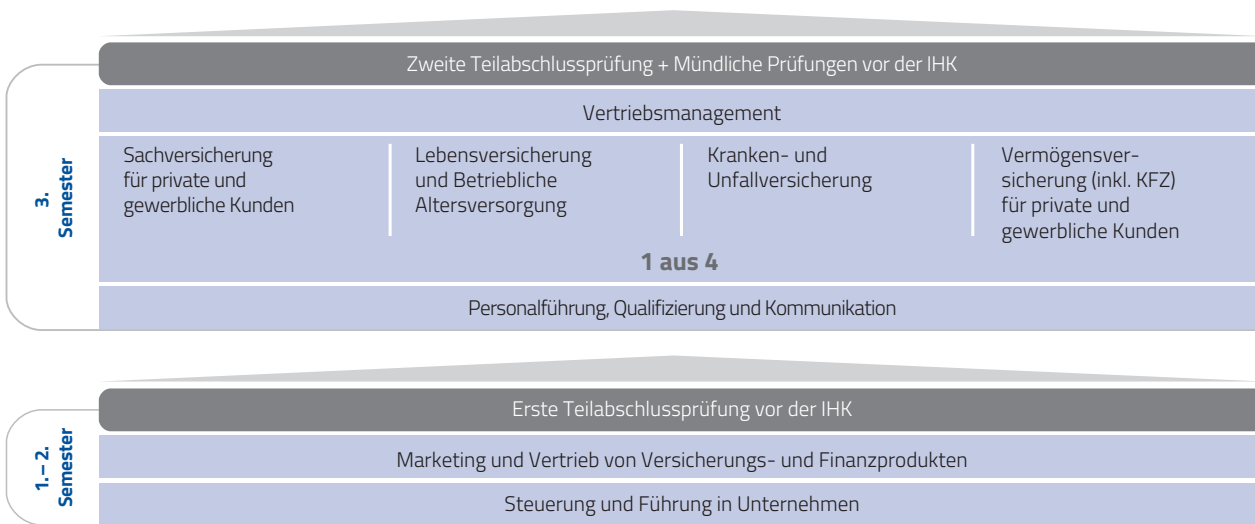 Zweite Teilabschlussprüfung + Mündliche Prüfungen vor der IHK
3.
Semester
Vertriebsmanagement
Sachversicherung
für private und
gewerbliche Kunden
Lebensversicherung
und Betriebliche
Altersversorgung
Kranken- und
Unfallversicherung
Vermögensver-
sicherung (inkl. KFZ)
für private und
gewerbliche Kunden
1 aus 4
Personalführung, Qualifizierung und Kommunikation
Erste Teilabschlussprüfung vor der IHK
1.– 2.
Semester
Marketing und Vertrieb von Versicherungs- und Finanzprodukten
Steuerung und Führung in Unternehmen